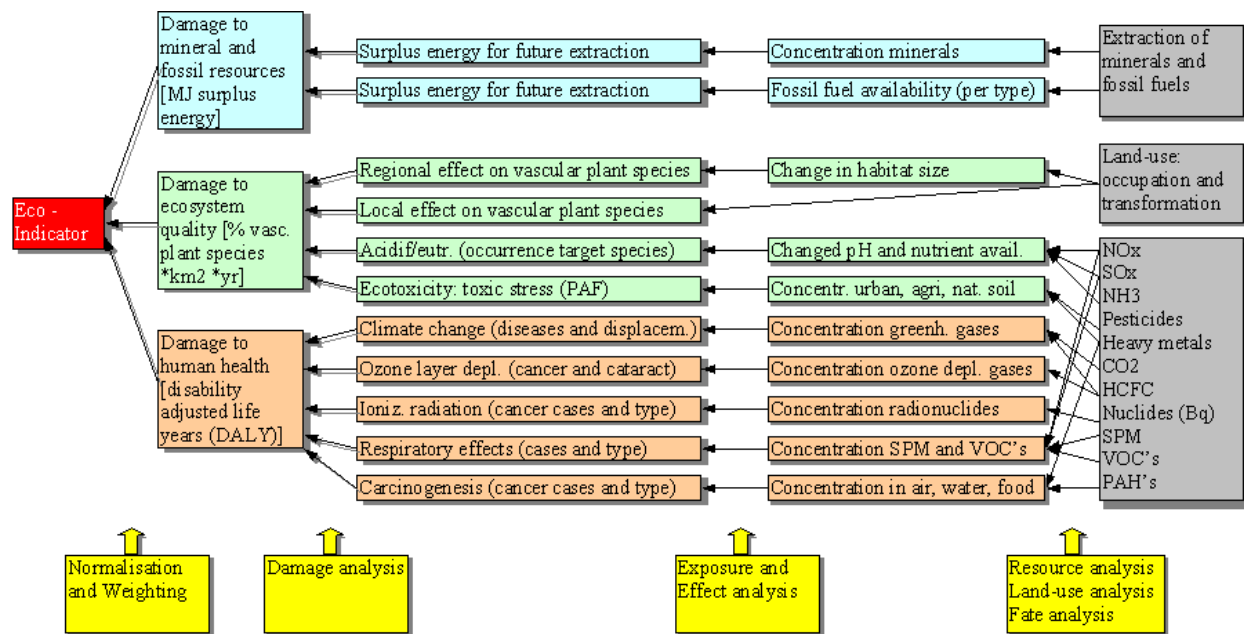 Damage to
mineral and
fossil resources
[MJ surplus
energy]
Surplus energy for future extraction
Concentration minerals
Extraction of
minerals and
fossil fuels
Surplus energy for future extraction
Fossil fuel availability (per type)
Eco -
Indicator
Damage to
ecosystem
quality [% vasc.
plant species
*km2 *yr]
Regional effect on vascular plant species
Change in habitat size
Land-use:
occupation and
transformation
Local effect on vascular plant species
Acidif/eutr. (occurrence target species)
Changed pH and nutrient avail.
Ecotoxicity: toxic stress (PAF)
Concentr. urban, agri, nat. soil
NOx
SOx
NH3
Pesticides
Heavy metals
CO2
HCFC
Nuclides (Bq)
SPM
VOC's
PAH's
Damage to
human health
[disability
adjusted life
years (DALY)]
Climate change (diseases and displacem.)
Concentration greenh. gases
Ozone layer depl. (cancer and cataract)
Concentration ozone depl. gases
Ioniz. radiation (cancer cases and type)
Concentration radionuclides
Respiratory effects (cases and type)
Concentration SPM and VOC's
Carcinogenesis (cancer cases and type)
Concentration in air, water, food
Normalisation
and Weighting
Damage analysis
Exposure and
Effect analysis
Resource analysis
Land-use analysis
Fate analysis